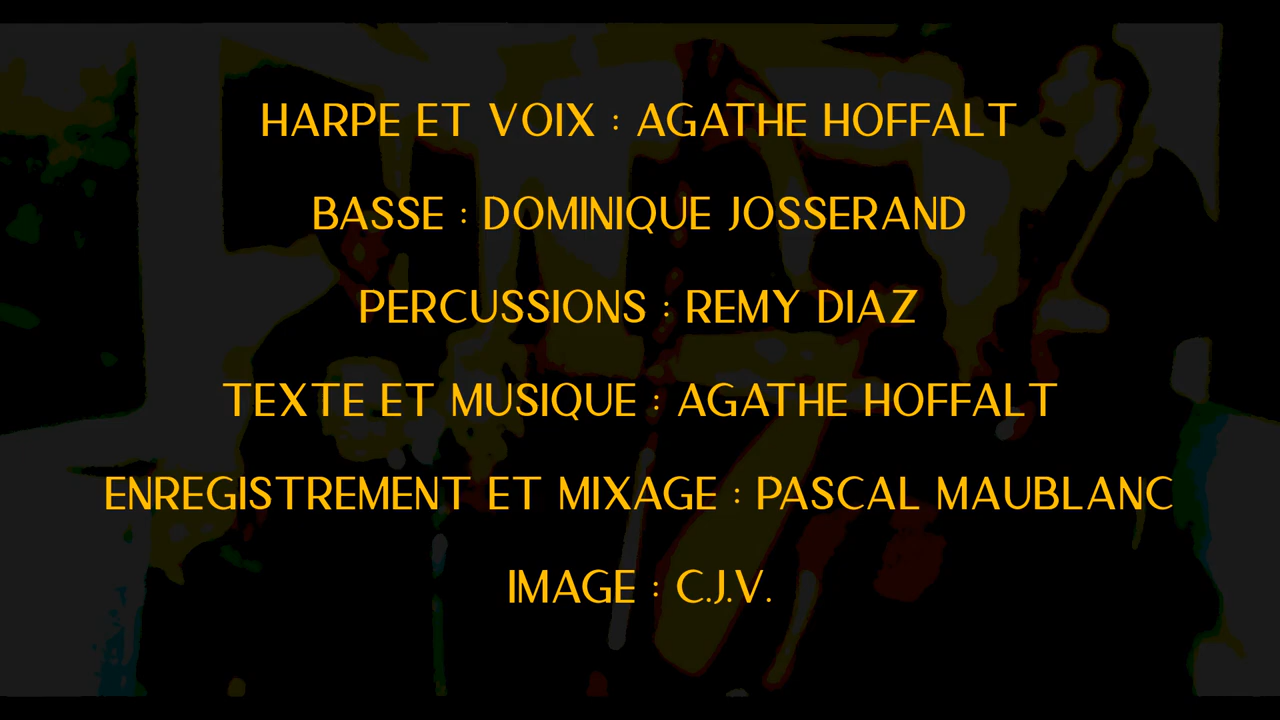 HARPE ET VOIX : AGATHE HOFFALT
BASSE : DOMINIQUE JOSSERAND
PERCUSSIONS : REMY DIAZ
TEXTE ET MUSIQUE : AGATHE HOFFALT
ENREGISTREMENT ET MIXAGE : PASCAL MAUBLANC
IMAGE : C.J.V.